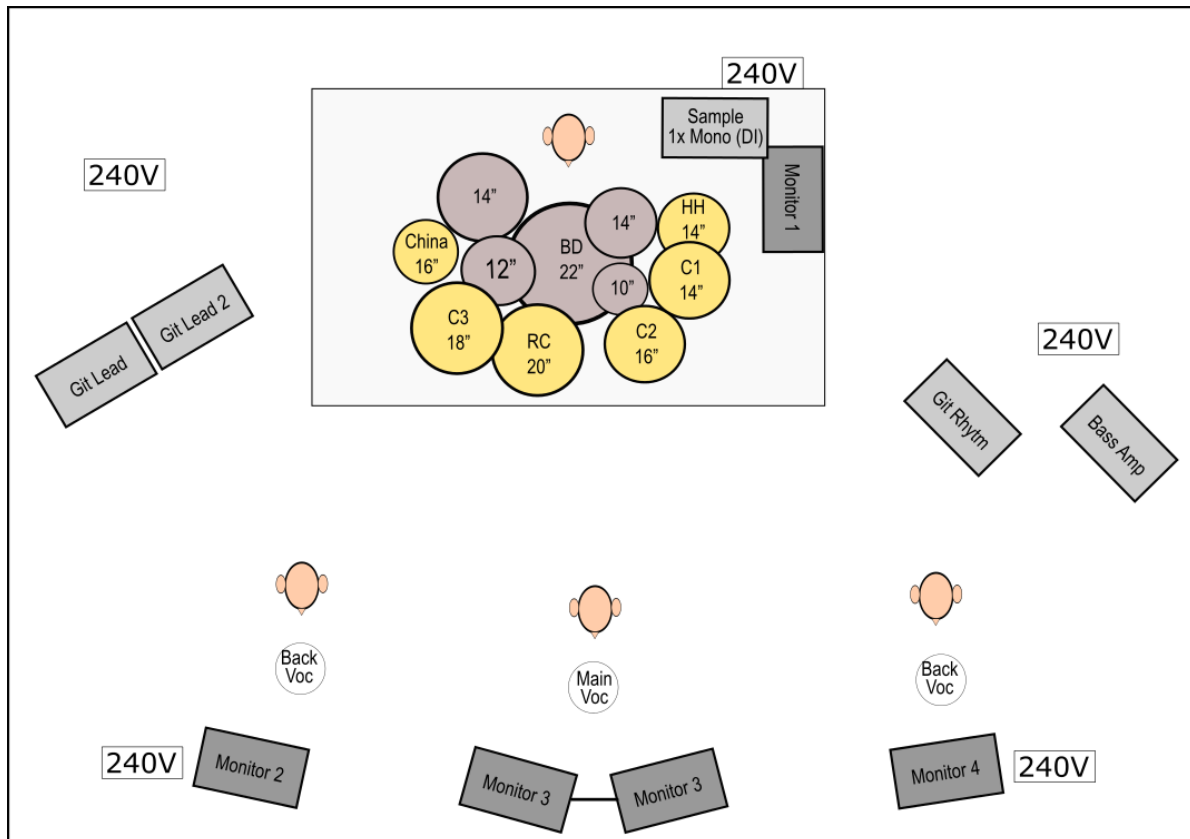 240V
Sample
1x Mono (DI)
Monitor 1
240V
14”
14”
HH
14”
China
16”
BD
22”
12”
10”
C1
14”
C3
18”
RC
20”
C2
16”
Git Lead 2
Git Lead
240V
Git Rhytm
Bass Amp
Back
Voc
Main
Voc
Back
Voc
240V
Monitor 2
Monitor 3
Monitor 3
Monitor 4
240V